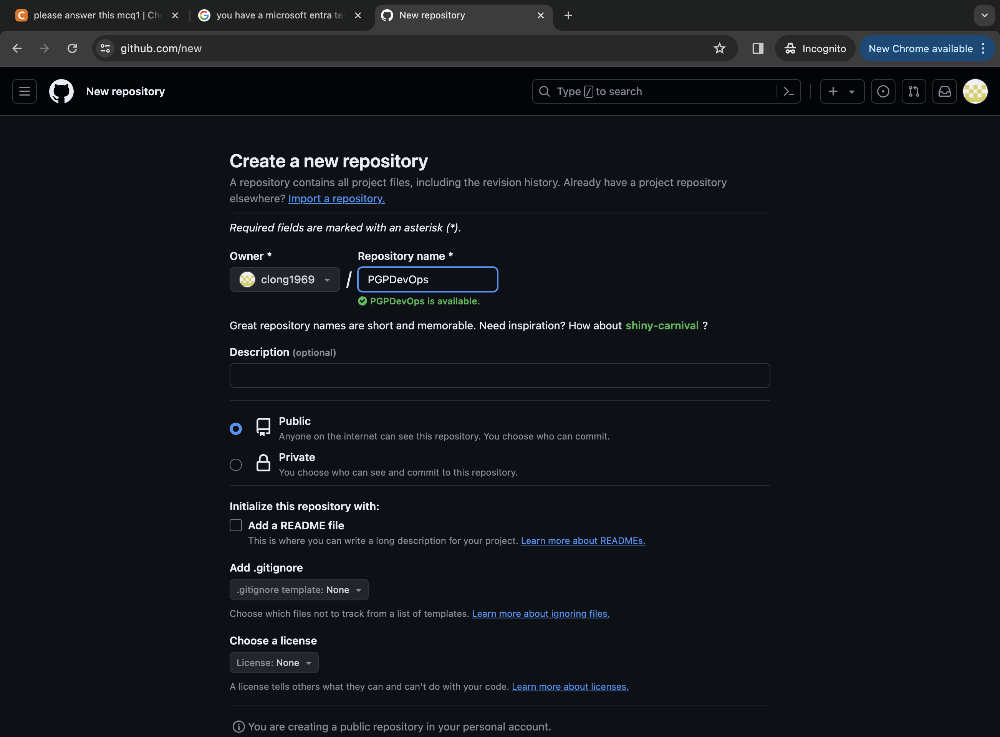 please answer this mcq1 | Ch
you have a microsoft entra te
New repository
github.com/new
Incognito
New Chrome available
New repository
Type / to search
Create a new repository
A repository contains all project files, including the revision history. Already have a project repository
elsewhere? Import a repository.
Required fields are marked with an asterisk (*).
Owner *
Repository name *
clong1969
/
PGPDevOps
PGPDevOps is available.
Great repository names are short and memorable. Need inspiration? How about shiny-carnival ?
Description (optional)
Public
Anyone on the internet can see this repository. You choose who can commit.
Private
You choose who can see and commit to this repository.
Initialize this repository with:
Add a README file
This is where you can write a long description for your project. Learn more about READMEs.
Add .gitignore
.gitignore template: None
Choose which files not to track from a list of templates. Learn more about ignoring files.
Choose a license
License: None
A license tells others what they can and can't do with your code. Learn more about licenses.
You are creating a public repository in your personal account.